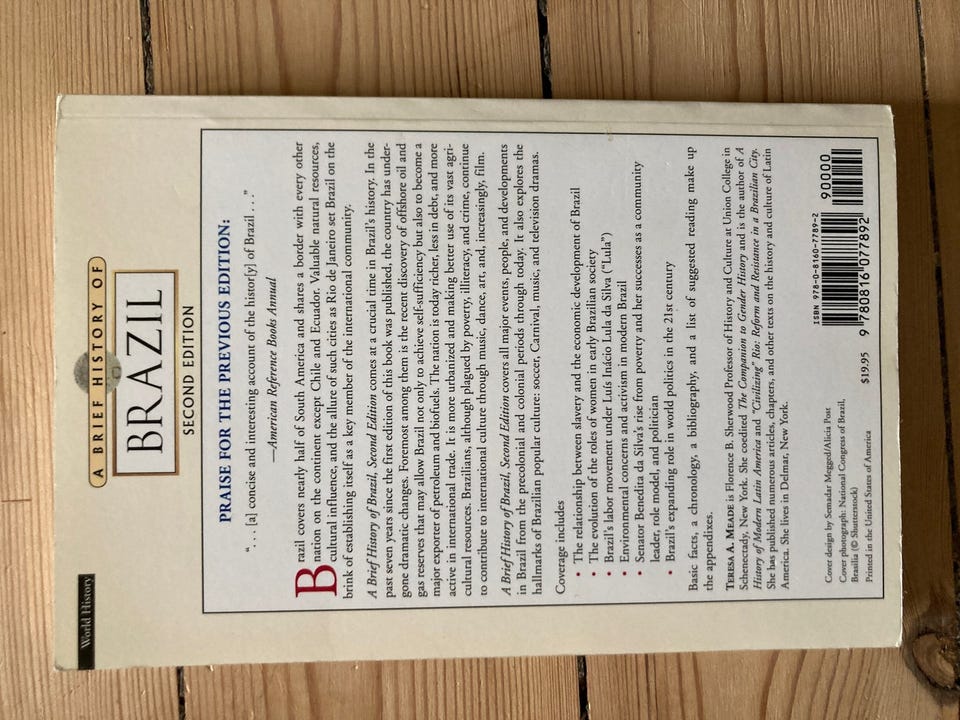 World History
A BRIEF HISTORY OF
BRAZIL
SECOND EDITION
PRAISE FOR THE PREVIOUS EDITION:
“. . . [a] concise and interesting account of the histor[y] of Brazil . . .”
—American Reference Books Annual
Brazil covers nearly half of South America and shares a border with every other
nation on the continent except Chile and Ecuador. Valuable natural resources,
cultural influence, and the allure of such cities as Rio de Janeiro set Brazil on the
brink of establishing itself as a key member of the international community.
A Brief History of Brazil, Second Edition comes at a crucial time in Brazil's history. In the
past seven years since the first edition of this book was published, the country has under-
gone dramatic changes. Foremost among them is the recent discovery of offshore oil and
gas reserves that may allow Brazil not only to achieve self-sufficiency but also to become a
major exporter of petroleum and biofuels. The nation is today richer, less in debt, and more
active in international trade. It is more urbanized and making better use of its vast agri-
cultural resources. Brazilians, although plagued by poverty, illiteracy, and crime, continue
to contribute to international culture through music, dance, art, and, increasingly, film.
A Brief History of Brazil, Second Edition covers all major events, people, and developments
in Brazil from the precolonial and colonial periods through today. It also explores the
hallmarks of Brazilian popular culture: soccer, Carnival, music, and television dramas.
Coverage includes
• The relationship between slavery and the economic development of Brazil
• The evolution of the roles of women in early Brazilian society
• Brazil's labor movement under Luís Inácio Lula da Silva (“Lula”)
• Environmental concerns and activism in modern Brazil
• Senator Benedita da Silva's rise from poverty and her successes as a community
leader, role model, and politician
• Brazil's expanding role in world politics in the 21st century
Basic facts, a chronology, a bibliography, and a list of suggested reading make up
the appendixes.
TERESA A. MEADE is Florence B. Sherwood Professor of History and Culture at Union College in
Schenectady, New York. She coedited The Companion to Gender History and is the author of A
History of Modern Latin America and “Civilizing” Rio: Reform and Resistance in a Brazilian City.
She has published numerous articles, chapters, and other texts on the history and culture of Latin
America. She lives in Delmar, New York.
Cover design by Semadar Megged/Alicia Post
Cover photograph: National Congress of Brazil,
Brasília (© Shutterstock)
Printed in the United States of America
$19.95
ISBN 978-0-8160-7789-2
90000
9 780816 077892